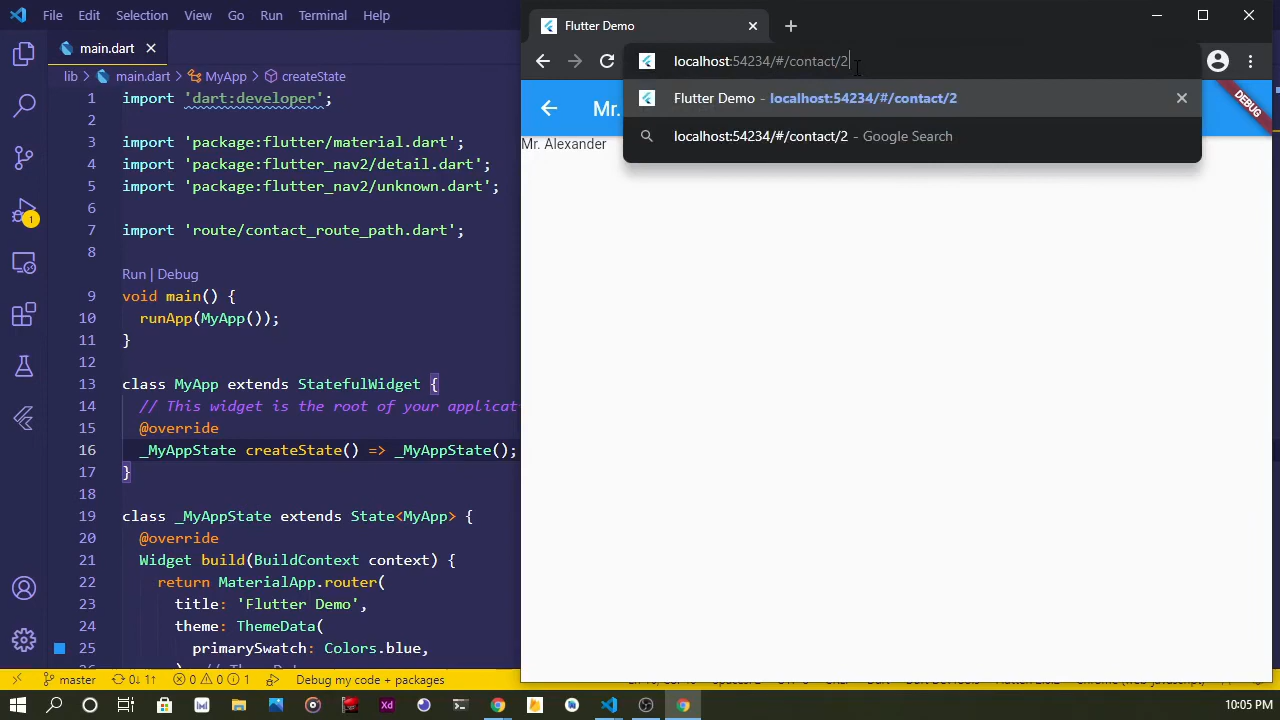 File Edit Selection View Go Run Terminal Help
main.dart
lib > main.dart > MyApp > createState
1 import 'dart:developer';
2
3 import 'package:flutter/material.dart';
4 import 'package:flutter_nav2/detail.dart';
5 import 'package:flutter_nav2/unknown.dart';
6
7 import 'route/contact_route_path.dart';
8
Run | Debug
9 void main() {
10 runApp(MyApp());
11 }
12
13 class MyApp extends StatefulWidget {
14 // This widget is the root of your applicat
15 @override
16 _MyAppState createState() => _MyAppState();
17 }
18
19 class _MyAppState extends State<MyApp> {
20 @override
21 Widget build(BuildContext context) {
22 return MaterialApp.router(
23 title: 'Flutter Demo',
24 theme: ThemeData(
25 primarySwatch: Colors.blue,
1
master 0↓ 1↑ 0 0 1 Debug my code + packages
Flutter Demo
localhost:54234/#/contact/2
Flutter Demo - localhost:54234/#/contact/2
localhost:54234/#/contact/2 - Google Search
Mr.
DEBUG
Mr. Alexander
Xd
10:05 PM